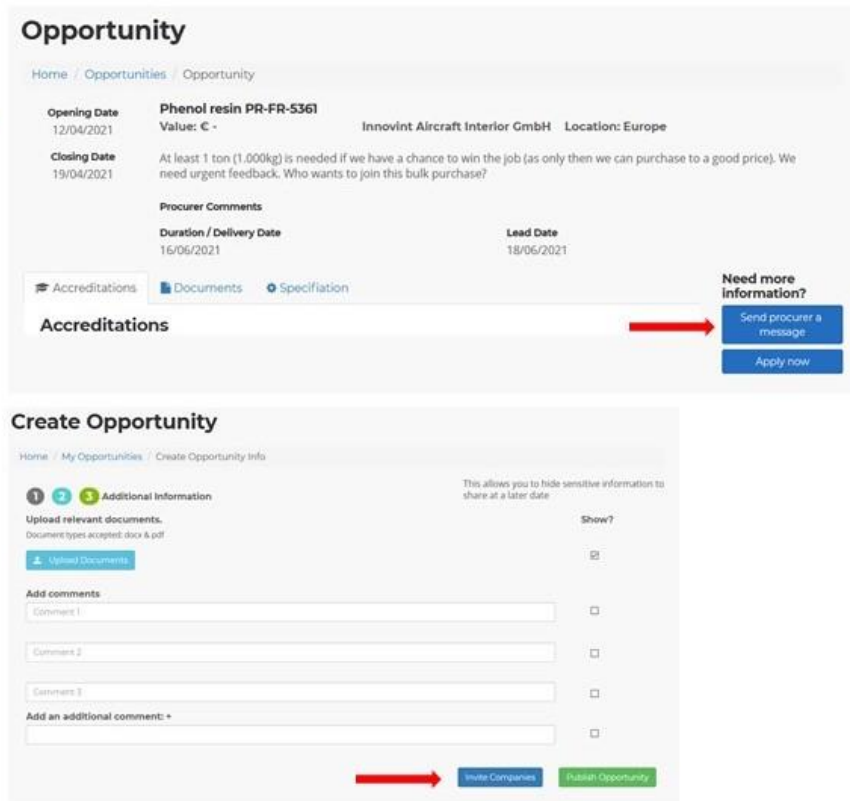 Opportunity
Home / Opportunities / Opportunity
Opening Date
12/04/2021
Phenol resin PR-FR-5361
Value: € - Innovint Aircraft Interior GmbH Location: Europe
Closing Date
19/04/2021
At least 1 ton (1.000kg) is needed if we have a chance to win the job (as only then we can purchase to a good price). We
need urgent feedback. Who wants to join this bulk purchase?
Procurer Comments
Duration / Delivery Date Lead Date
16/06/2021 18/06/2021
Accreditations Documents Specifiation
Need more
information?
Accreditations
Send procurer a
message
Apply now
Create Opportunity
Home / My Opportunities / Create Opportunity Info
1 2 3 Additional Information
This allows you to hide sensitive information to
share at a later date
Upload relevant documents. Show?
Document types accepted: docx & pdf
Upload Documents
Add comments
Comment 1
Comment 2
Comment 3
Add an additional comment: +
Invite Companies Publish Opportunity